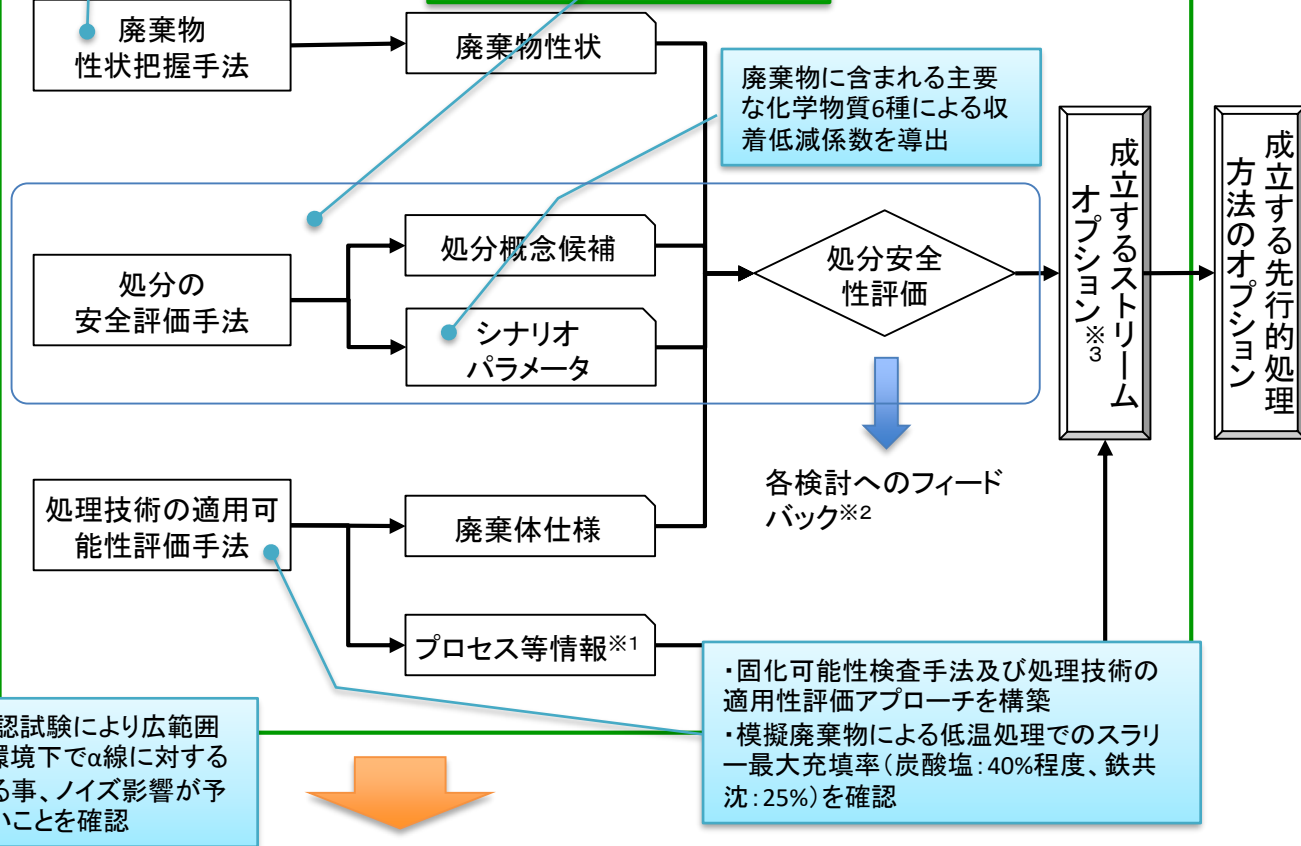 廃棄物
性状把握手法
廃棄物性状
廃棄物に含まれる主要
な化学物質6種による収
着低減係数を導出
処分の
安全評価手法
処分概念候補
シナリオ
パラメータ
処分安全
性評価
成立するストリーム
オプション※3
成立する先行的処理
方法のオプション
各検討へのフィード
バック※2
処理技術の適用可
能性評価手法
廃棄体仕様
プロセス等情報※1
・固化可能性検査手法及び処理技術の
適用性評価アプローチを構築
・模擬廃棄物による低温処理でのスラリ
ー最大充填率(炭酸塩:40%程度、鉄共
沈:25%)を確認
認試験により広範囲
環境下でα線に対する
る事、ノイズ影響が予
いことを確認